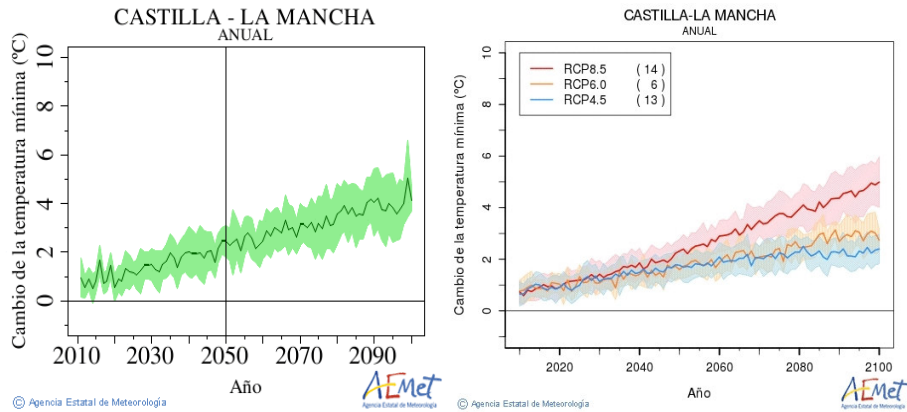 CASTILLA - LA MANCHA
ANUAL
Cambio de la temperatura mínima (ºC)
10
8
6
4
2
0
2010 2030 2050 2070 2090
Año
© Agencia Estatal de Meteorología
AEMet
Agencia Estatal de Meteorología
CASTILLA-LA MANCHA
ANUAL
Cambio de la temperatura mínima (ºC)
10
8
6
4
2
0
RCP8.5 ( 14 )
RCP6.0 ( 6 )
RCP4.5 ( 13 )
2020 2040 2060 2080 2100
Año
© Agencia Estatal de Meteorología
AEMet
Agencia Estatal de Meteorología